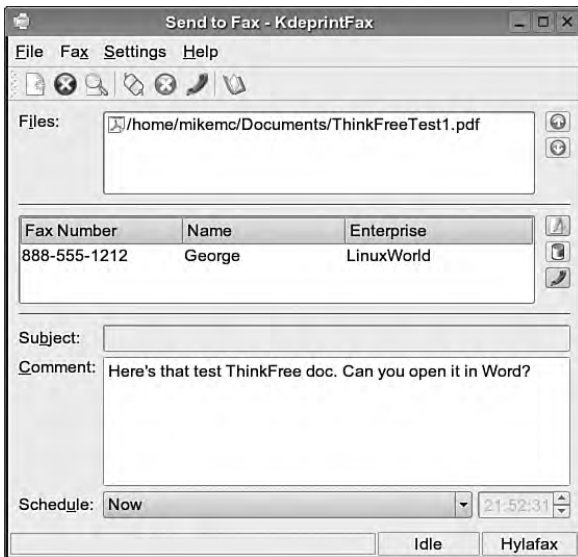 Send to Fax - KdeprintFax
File Fax Settings Help
Files: /home/mikemc/Documents/ThinkFreeTest1.pdf
Fax Number Name Enterprise
888-555-1212 George LinuxWorld
Subject:
Comment: Here's that test ThinkFree doc. Can you open it in Word?
Schedule: Now 21:52:31
Idle Hylafax